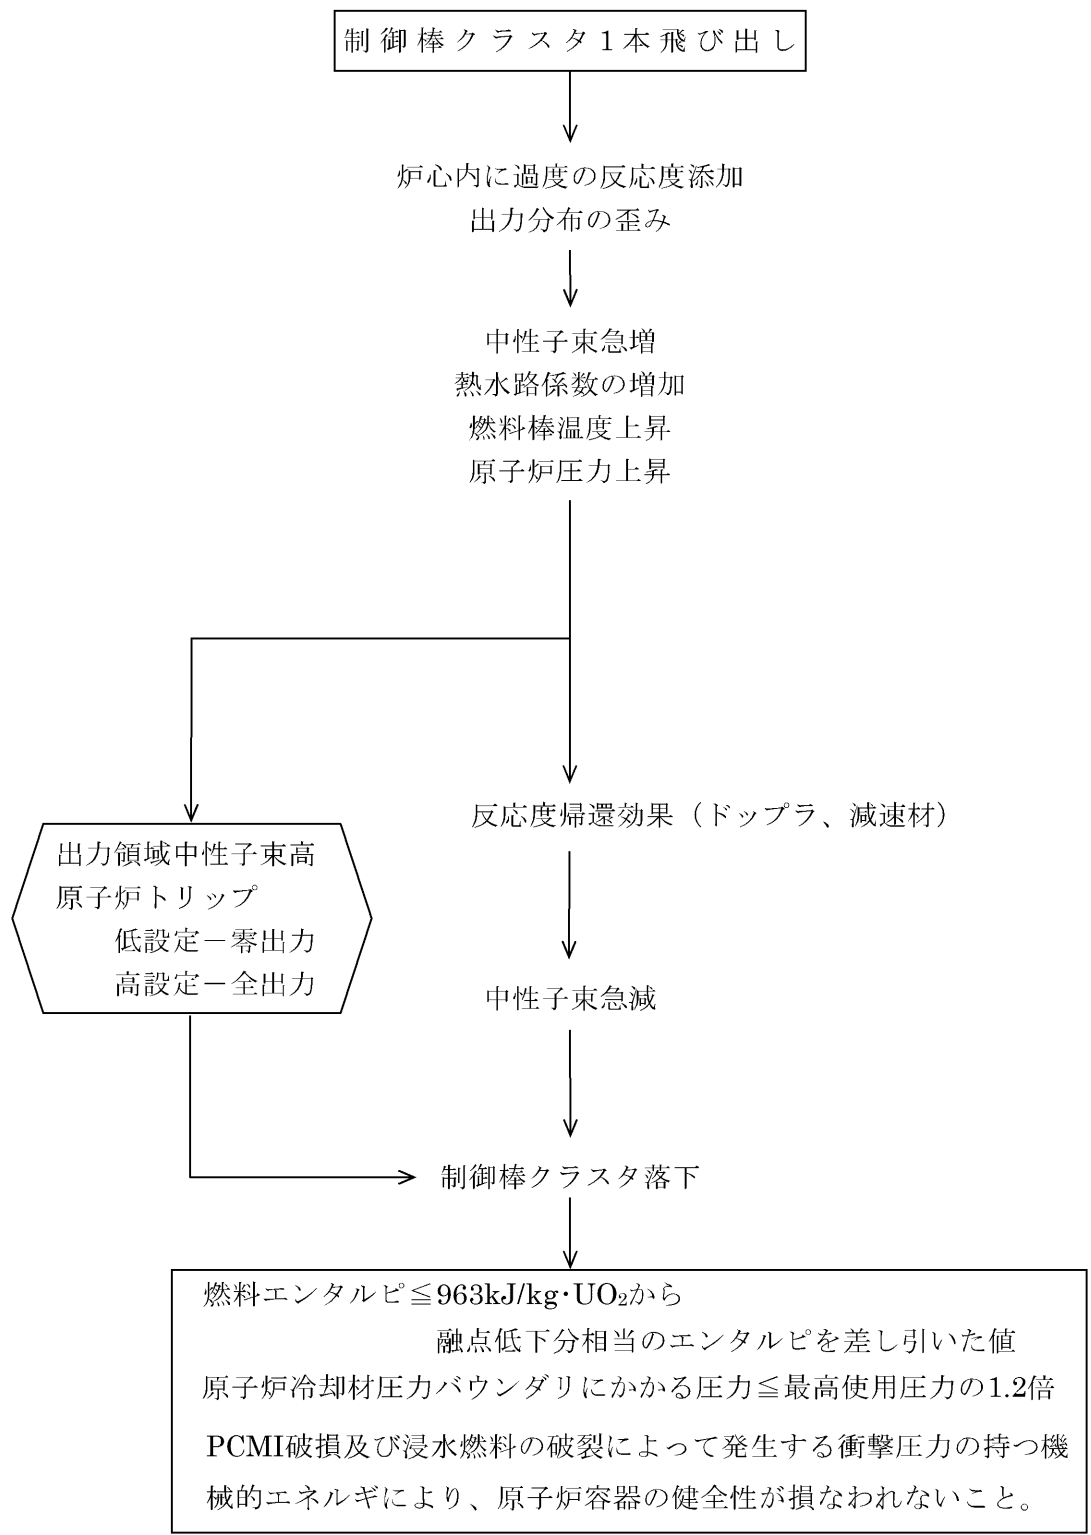 制御棒クラスタ1本飛び出し
炉心内に過度の反応度添加
出力分布の歪み
中性子束急増
熱水路係数の増加
燃料棒温度上昇
原子炉圧力上昇
出力領域中性子束高
原子炉トリップ
低設定－零出力
高設定－全出力
反応度帰還効果（ドップラ、減速材）
中性子束急減
制御棒クラスタ落下
燃料エンタルピ≦963kJ/kg･UO₂から
融点低下分相当のエンタルピを差し引いた値
原子炉冷却材圧力バウンダリにかかる圧力≦最高使用圧力の1.2倍
PCMI破損及び浸水燃料の破裂によって発生する衝撃圧力の持つ機
械的エネルギにより、原子炉容器の健全性が損なわれないこと。